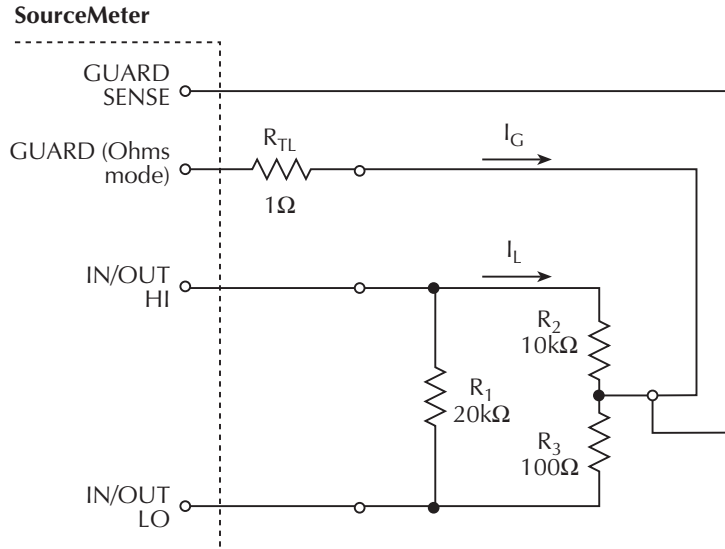 SourceMeter
GUARD
SENSE
GUARD (Ohms
mode)
R_TL
1Ω
I_G
IN/OUT
HI
I_L
R_2
10kΩ
R_1
20kΩ
R_3
100Ω
IN/OUT
LO